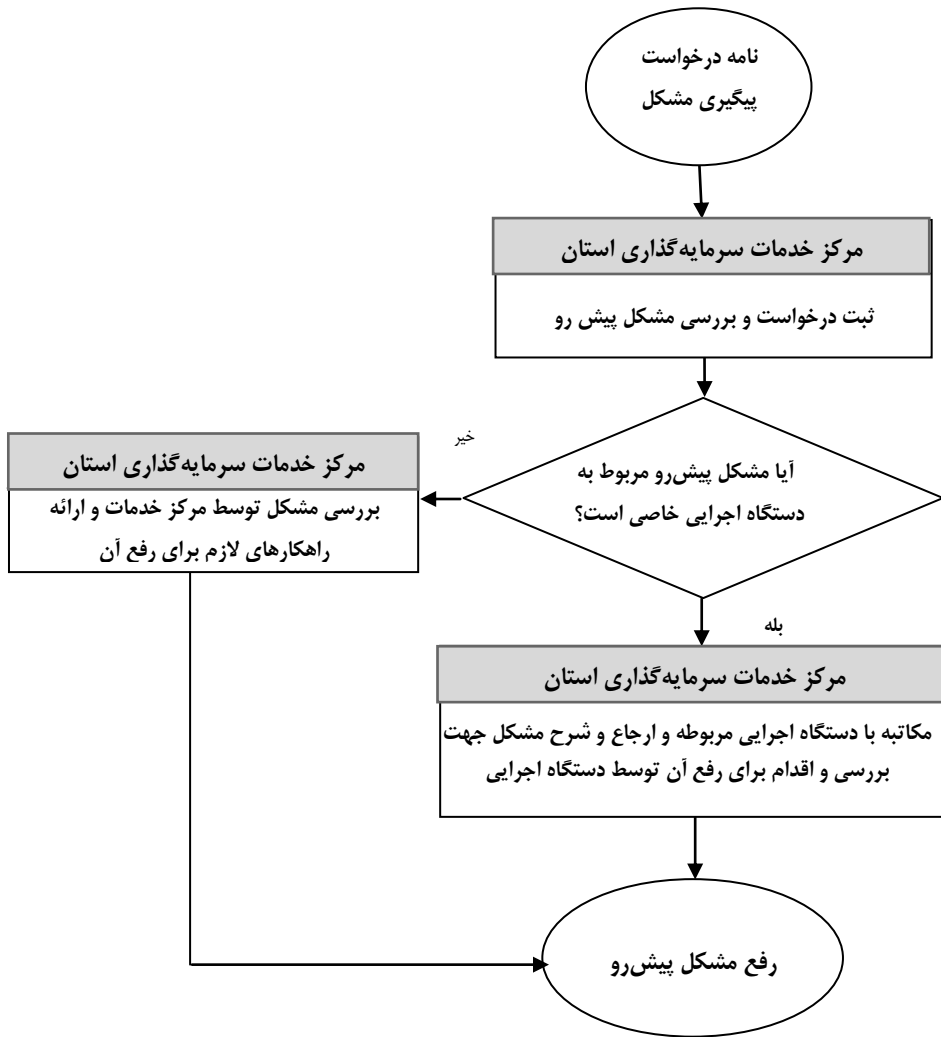 نامه درخواست
پیگیری مشکل
مرکز خدمات سرمایه‌گذاری استان
ثبت درخواست و بررسی مشکل پیش رو
آیا مشکل پیش‌رو مربوط به
دستگاه اجرایی خاصی است؟
خیر
مرکز خدمات سرمایه‌گذاری استان
بررسی مشکل توسط مرکز خدمات و ارائه
راهکارهای لازم برای رفع آن
بله
مرکز خدمات سرمایه‌گذاری استان
مکاتبه با دستگاه اجرایی مربوطه و ارجاع و شرح مشکل جهت
بررسی و اقدام برای رفع آن توسط دستگاه اجرایی
رفع مشکل پیش‌رو